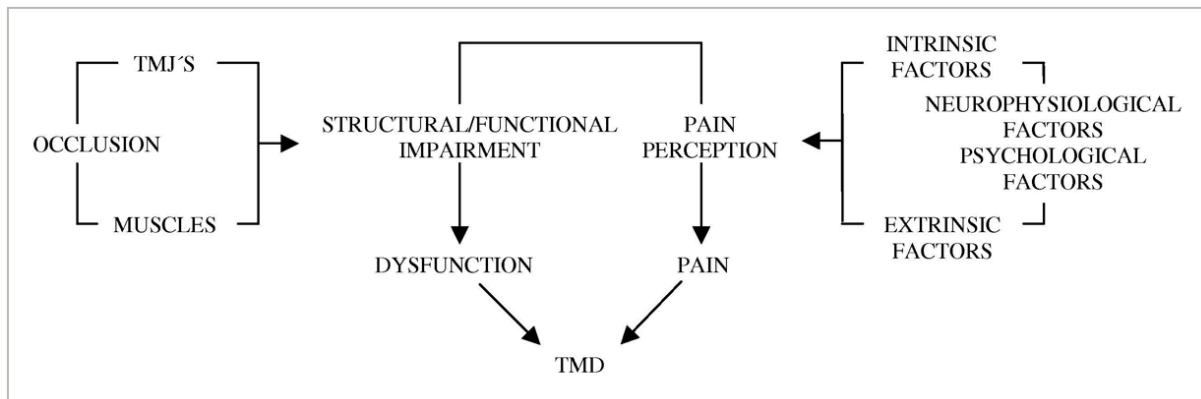 TMJ´S
OCCLUSION
MUSCLES
STRUCTURAL/FUNCTIONAL
IMPAIRMENT
DYSFUNCTION
PAIN
PERCEPTION
PAIN
TMD
INTRINSIC
FACTORS
NEUROPHYSIOLOGICAL
FACTORS
PSYCHOLOGICAL
FACTORS
EXTRINSIC
FACTORS